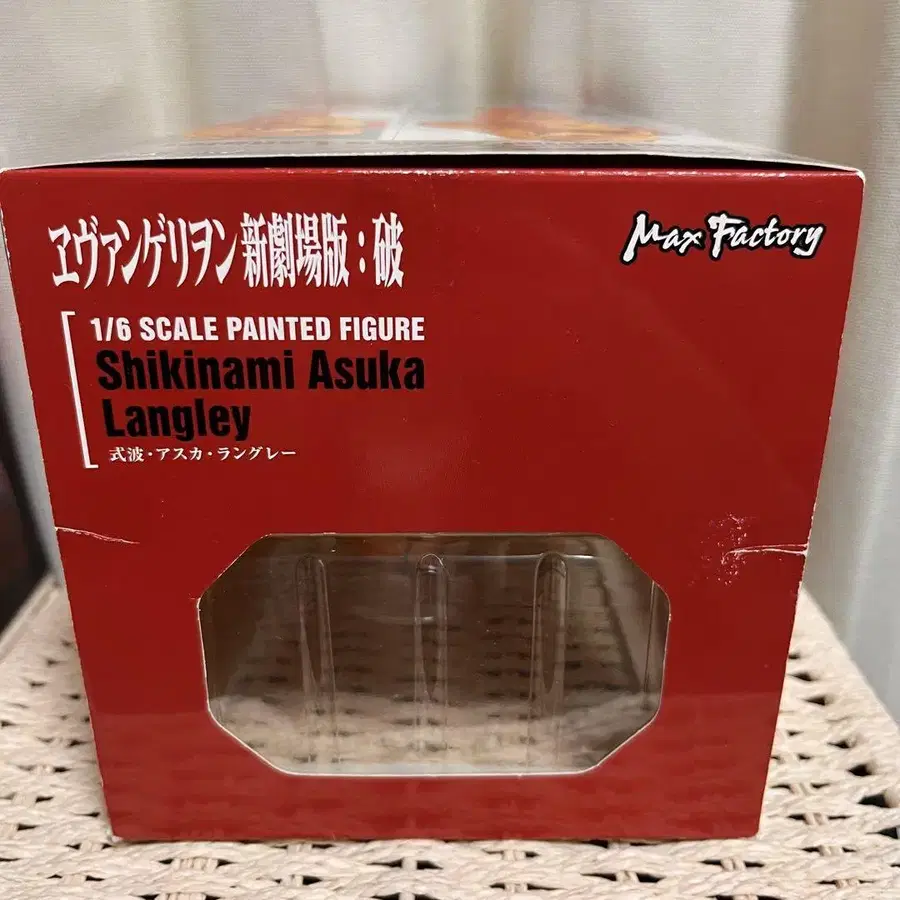 ヱヴァンゲリヲン新劇場版：破
Max Factory
1/6 SCALE PAINTED FIGURE
Shikinami Asuka
Langley
式波・アスカ・ラングレー